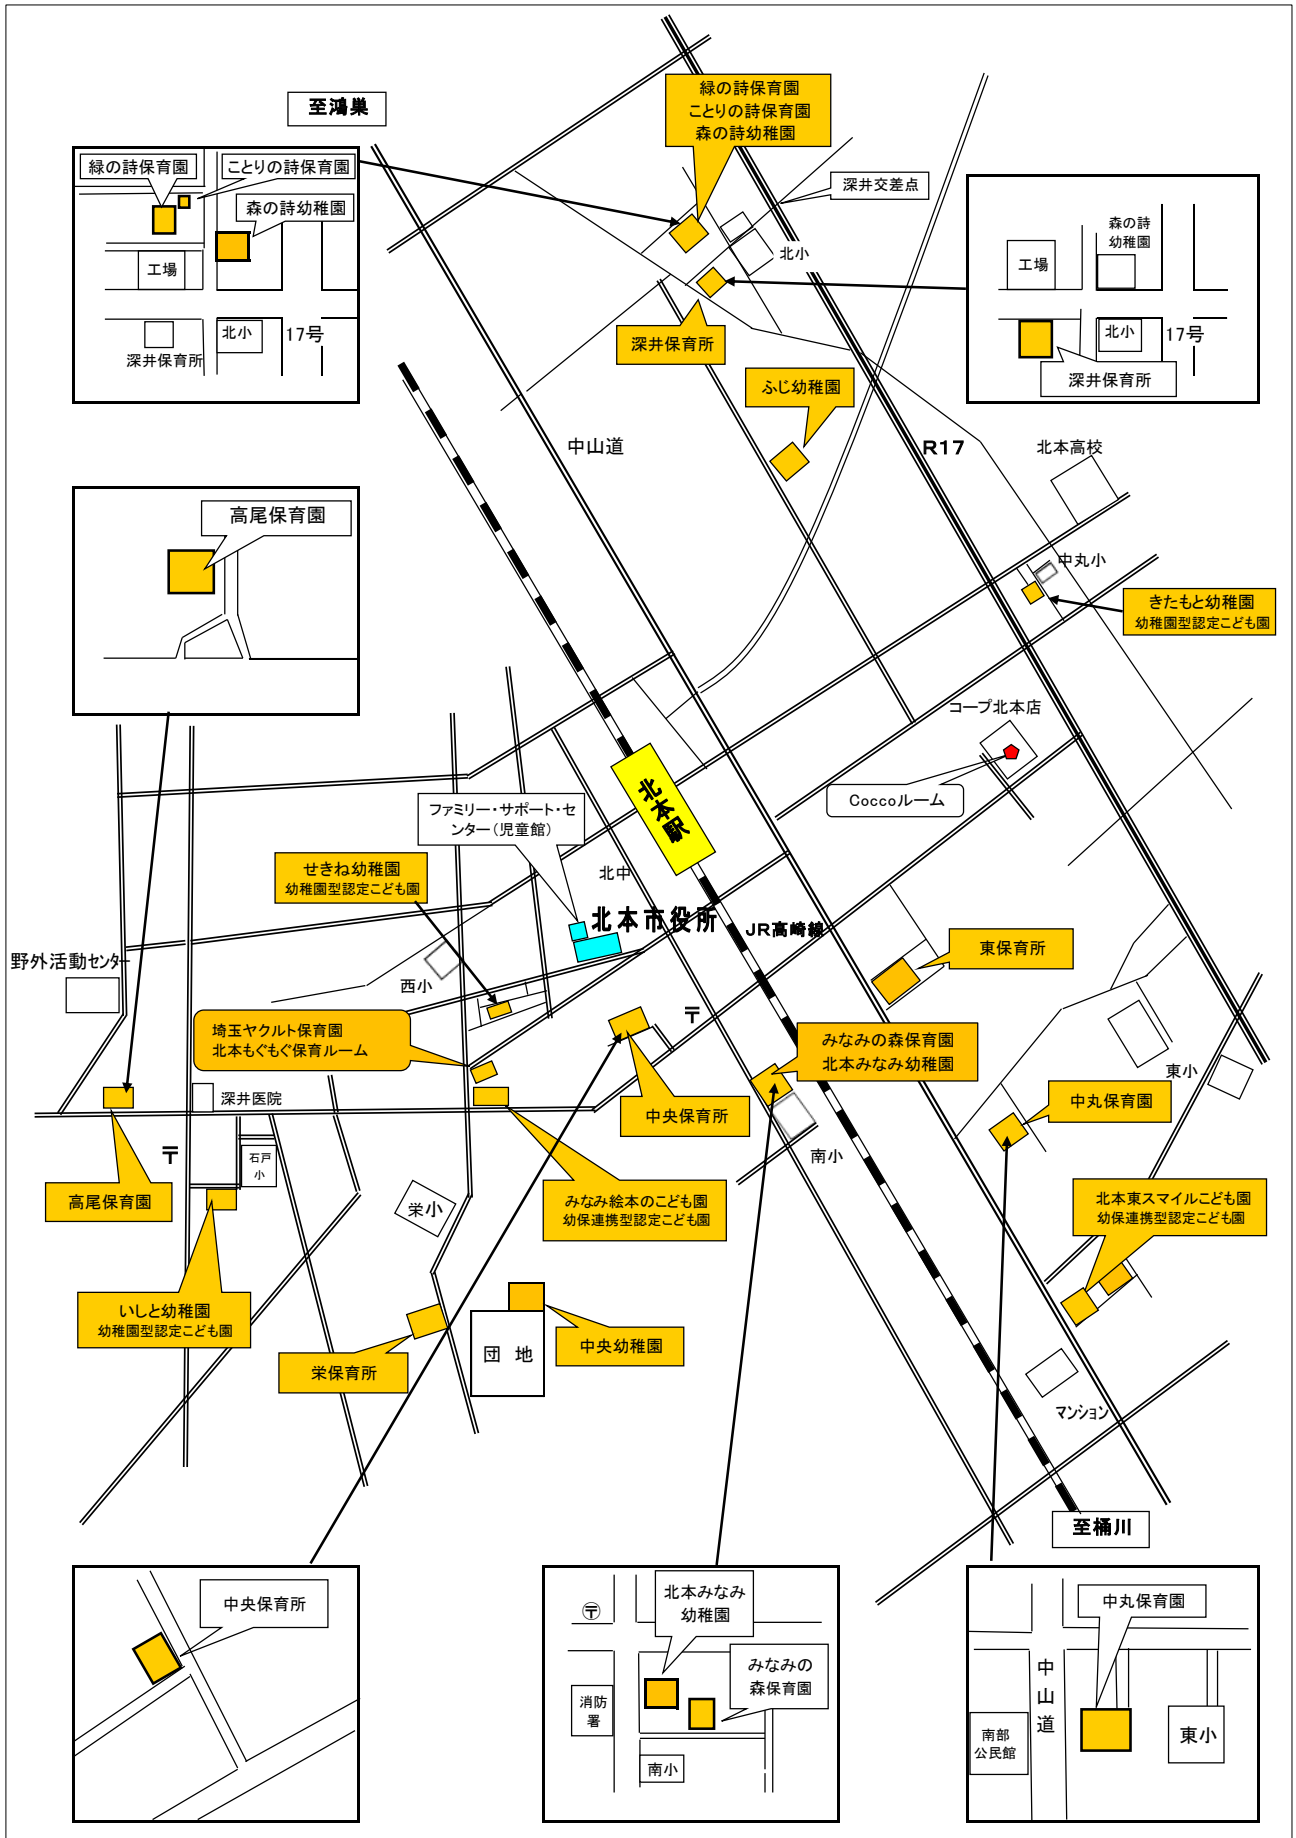 至鴻巣
緑の詩保育園
ことりの詩保育園
森の詩幼稚園
緑の詩保育園
ことりの詩保育園
森の詩幼稚園
工場
北小
17号
深井保育所
深井交差点
北小
深井保育所
森の詩
幼稚園
工場
北小
17号
深井保育所
ふじ幼稚園
中山道
R17
北本高校
高尾保育園
中丸小
きたもと幼稚園
幼稚園型認定こども園
コープ北本店
Coccoルーム
北本駅
ファミリー・サポート・セ
ンター(児童館)
せきね幼稚園
幼稚園型認定こども園
北中
北本市役所
JR高崎線
東保育所
野外活動センター
西小
〒
埼玉ヤクルト保育園
北本もぐもぐ保育ルーム
みなみの森保育園
北本みなみ幼稚園
東小
深井医院
中央保育所
中丸保育園
〒
石戸
小
南小
高尾保育園
栄小
みなみ絵本のこども園
幼保連携型認定こども園
北本東スマイルこども園
幼保連携型認定こども園
いしと幼稚園
幼稚園型認定こども園
栄保育所
団 地
中央幼稚園
マンション
至桶川
中央保育所
〒
北本みなみ
幼稚園
みなみの
森保育園
消防
署
南小
中丸保育園
中山道
南部
公民館
東小